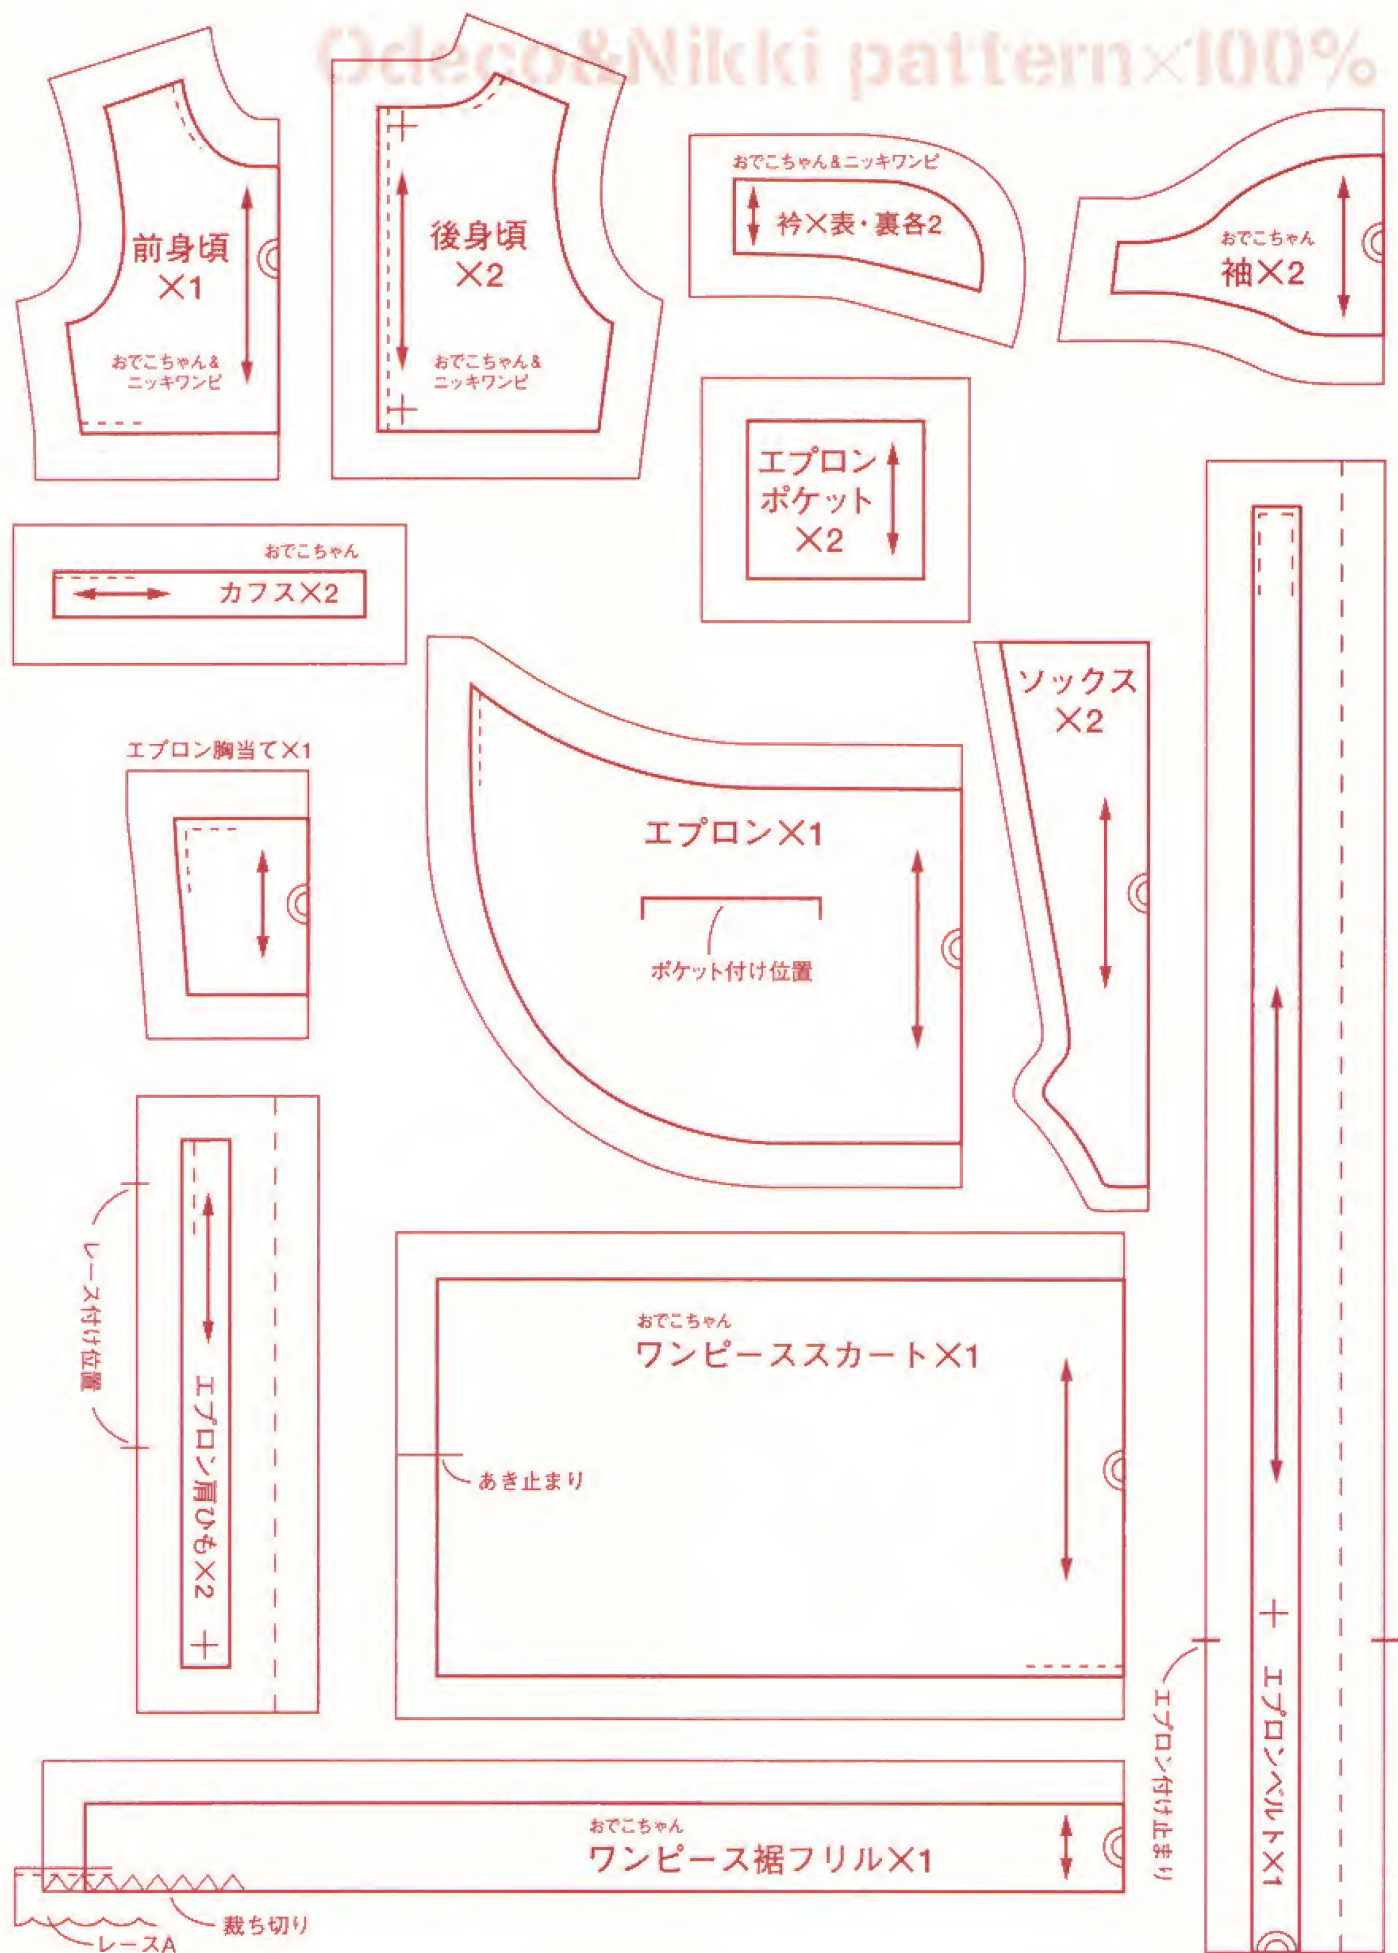 Odeco&Nikki pattern×100%
前身頃
×1
おでこちゃん&
ニッキワンピ
後身頃
×2
おでこちゃん&
ニッキワンピ
おでこちゃん&ニッキワンピ
衿×表・裏各2
おでこちゃん
袖×2
エプロン
ポケット
×2
おでこちゃん
カフス×2
ソックス
×2
エプロン胸当て×1
エプロン×1
ポケット付け位置
レース付け位置
エプロン肩ひも×2
おでこちゃん
ワンピーススカート×1
あき止まり
エプロン付け止まり
エプロンベルト×1
おでこちゃん
ワンピース裾フリル×1
裁ち切り
レースA